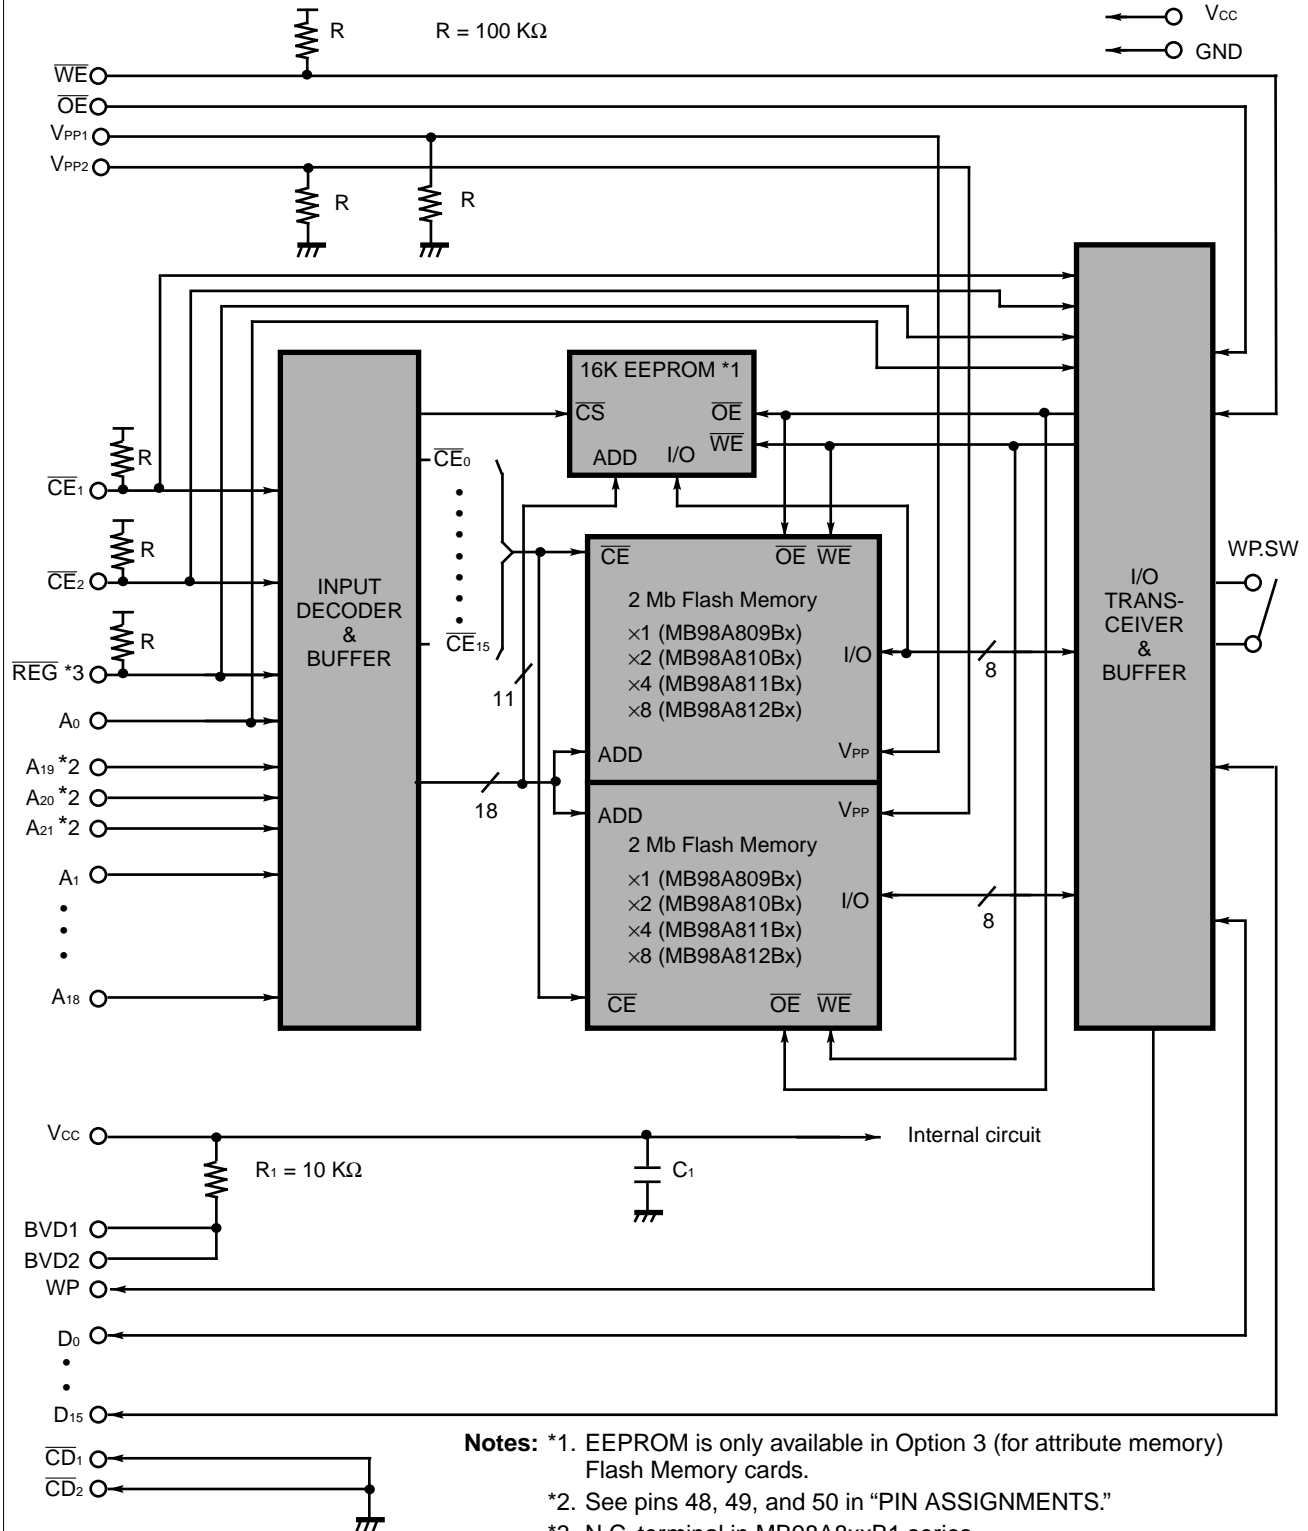 R
R = 100 KΩ
VCC
GND
WE
OE
VPP1
VPP2
R
R
16K EEPROM *1
CS
OE
WE
ADD
I/O
R
CE1
R
CE2
R
REG *3
A0
A19 *2
A20 *2
A21 *2
A1
A18
INPUT
DECODER
&
BUFFER
CE0
CE15
11
18
CE
OE
WE
2 Mb Flash Memory
×1 (MB98A809Bx)
×2 (MB98A810Bx)
×4 (MB98A811Bx)
×8 (MB98A812Bx)
I/O
8
ADD
VPP
ADD
VPP
2 Mb Flash Memory
×1 (MB98A809Bx)
×2 (MB98A810Bx)
×4 (MB98A811Bx)
×8 (MB98A812Bx)
I/O
8
CE
OE
WE
I/O
TRANS-
CEIVER
&
BUFFER
WP.SW
VCC
Internal circuit
R1 = 10 KΩ
C1
BVD1
BVD2
WP
D0
D15
CD1
CD2
Notes: *1. EEPROM is only available in Option 3 (for attribute memory)
Flash Memory cards.
*2. See pins 48, 49, and 50 in “PIN ASSIGNMENTS.”
*3. N.C. terminal in MB98A8xxB1 series.